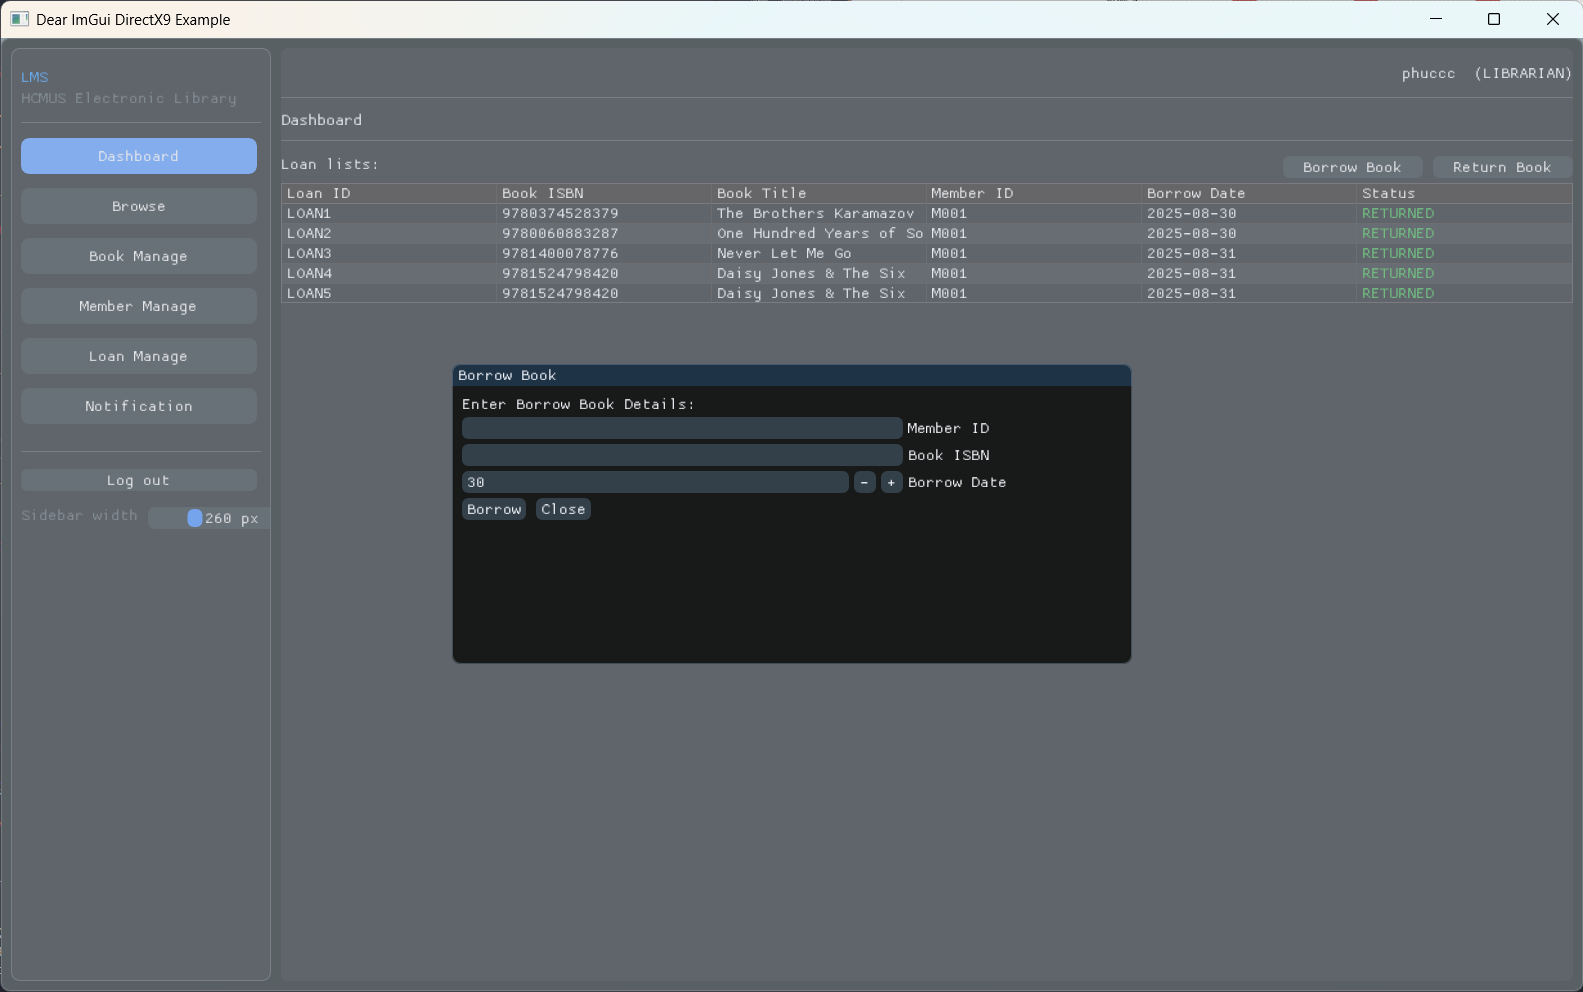 Dear ImGui DirectX9 Example
LMS
HCMUS Electronic Library
Dashboard
Browse
Book Manage
Member Manage
Loan Manage
Notification
Log out
Sidebar width 260 px
phuccc (LIBRARIAN)
Dashboard
Loan lists:
Borrow Book Return Book
Loan ID Book ISBN Book Title Member ID Borrow Date Status
LOAN1 9780374528379 The Brothers Karamazov M001 2025-08-30 RETURNED
LOAN2 9780060883287 One Hundred Years of So M001 2025-08-30 RETURNED
LOAN3 9781400078776 Never Let Me Go M001 2025-08-31 RETURNED
LOAN4 9781524798420 Daisy Jones & The Six M001 2025-08-31 RETURNED
LOAN5 9781524798420 Daisy Jones & The Six M001 2025-08-31 RETURNED
Borrow Book
Enter Borrow Book Details:
Member ID
Book ISBN
30 - + Borrow Date
Borrow Close